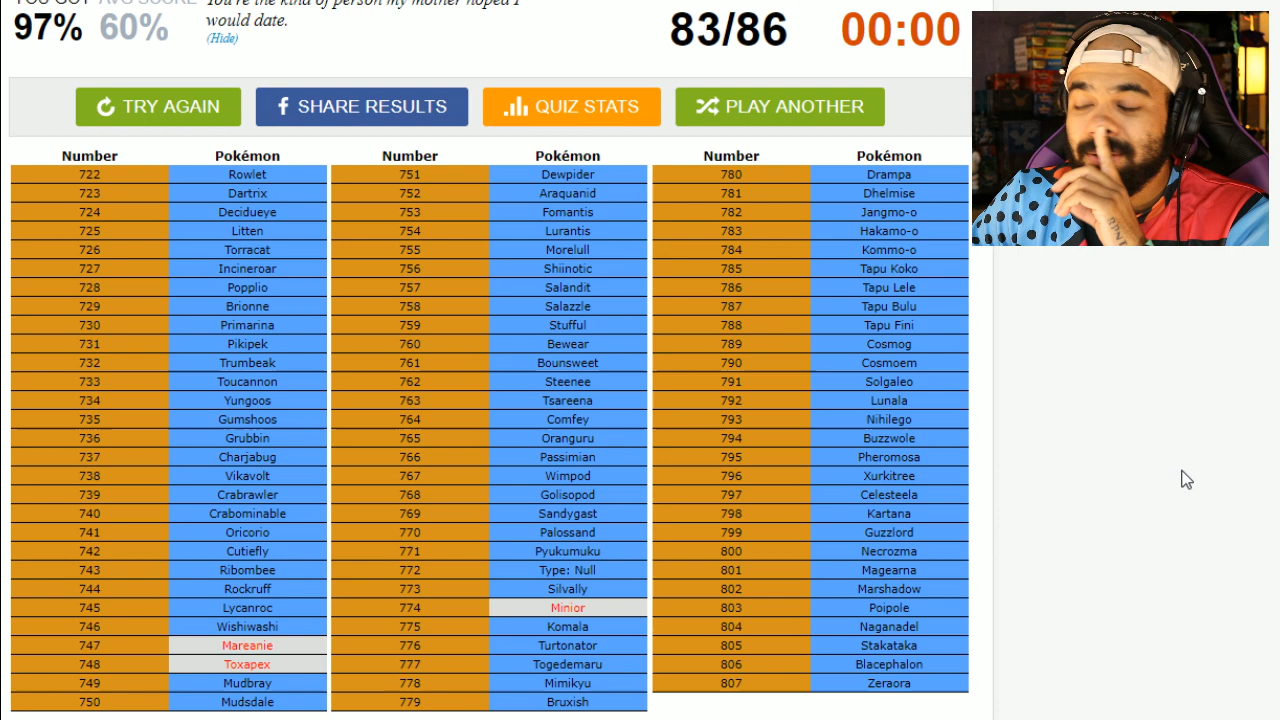 YOU GOT AVG SCORE You're the kind of person my mother hoped I
would date.
(Hide)
97% 60% 83/86 00:00
TRY AGAIN SHARE RESULTS QUIZ STATS PLAY ANOTHER
Number Pokémon Number Pokémon Number Pokémon
722 Rowlet 751 Dewpider 780 Drampa
723 Dartrix 752 Araquanid 781 Dhelmise
724 Decidueye 753 Fomantis 782 Jangmo-o
725 Litten 754 Lurantis 783 Hakamo-o
726 Torracat 755 Morelull 784 Kommo-o
727 Incineroar 756 Shiinotic 785 Tapu Koko
728 Popplio 757 Salandit 786 Tapu Lele
729 Brionne 758 Salazzle 787 Tapu Bulu
730 Primarina 759 Stufful 788 Tapu Fini
731 Pikipek 760 Bewear 789 Cosmog
732 Trumbeak 761 Bounsweet 790 Cosmoem
733 Toucannon 762 Steenee 791 Solgaleo
734 Yungoos 763 Tsareena 792 Lunala
735 Gumshoos 764 Comfey 793 Nihilego
736 Grubbin 765 Oranguru 794 Buzzwole
737 Charjabug 766 Passimian 795 Pheromosa
738 Vikavolt 767 Wimpod 796 Xurkitree
739 Crabrawler 768 Golisopod 797 Celesteela
740 Crabominable 769 Sandygast 798 Kartana
741 Oricorio 770 Palossand 799 Guzzlord
742 Cutiefly 771 Pyukumuku 800 Necrozma
743 Ribombee 772 Type: Null 801 Magearna
744 Rockruff 773 Silvally 802 Marshadow
745 Lycanroc 774 Minior 803 Poipole
746 Wishiwashi 775 Komala 804 Naganadel
747 Mareanie 776 Turtonator 805 Stakataka
748 Toxapex 777 Togedemaru 806 Blacephalon
749 Mudbray 778 Mimikyu 807 Zeraora
750 Mudsdale 779 Bruxish